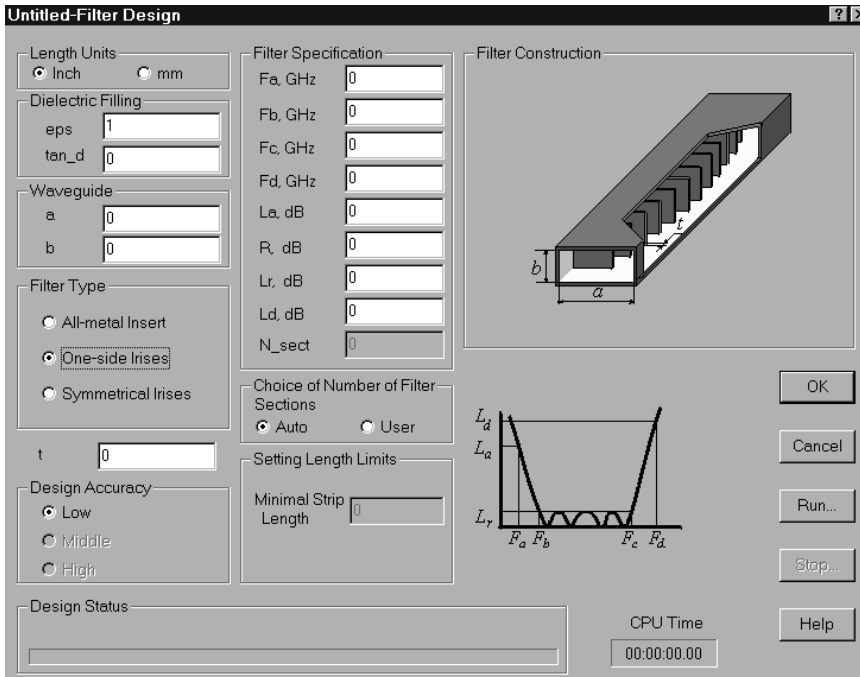 Untitled-Filter Design
Length Units
Inch
mm
Dielectric Filling
eps 1
tan_d 0
Waveguide
a 0
b 0
Filter Type
All-metal Insert
One-side Irises
Symmetrical Irises
t 0
Design Accuracy
Low
Middle
High
Filter Specification
Fa, GHz 0
Fb, GHz 0
Fc, GHz 0
Fd, GHz 0
La, dB 0
R, dB 0
Lr, dB 0
Ld, dB 0
N_sect 0
Choice of Number of Filter
Sections
Auto
User
Setting Length Limits
Minimal Strip
Length 0
Filter Construction
t
b
a
Ld
La
Lr
Fa Fb Fc Fd
OK
Cancel
Run...
Stop...
Help
Design Status
CPU Time
00:00:00.00